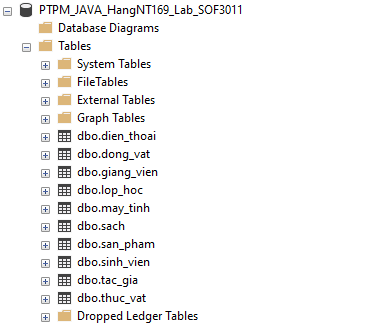 PTPM_JAVA_HangNT169_Lab_SOF3011
Database Diagrams
Tables
System Tables
FileTables
External Tables
Graph Tables
dbo.dien_thoai
dbo.dong_vat
dbo.giang_vien
dbo.lop_hoc
dbo.may_tinh
dbo.sach
dbo.san_pham
dbo.sinh_vien
dbo.tac_gia
dbo.thuc_vat
Dropped Ledger Tables